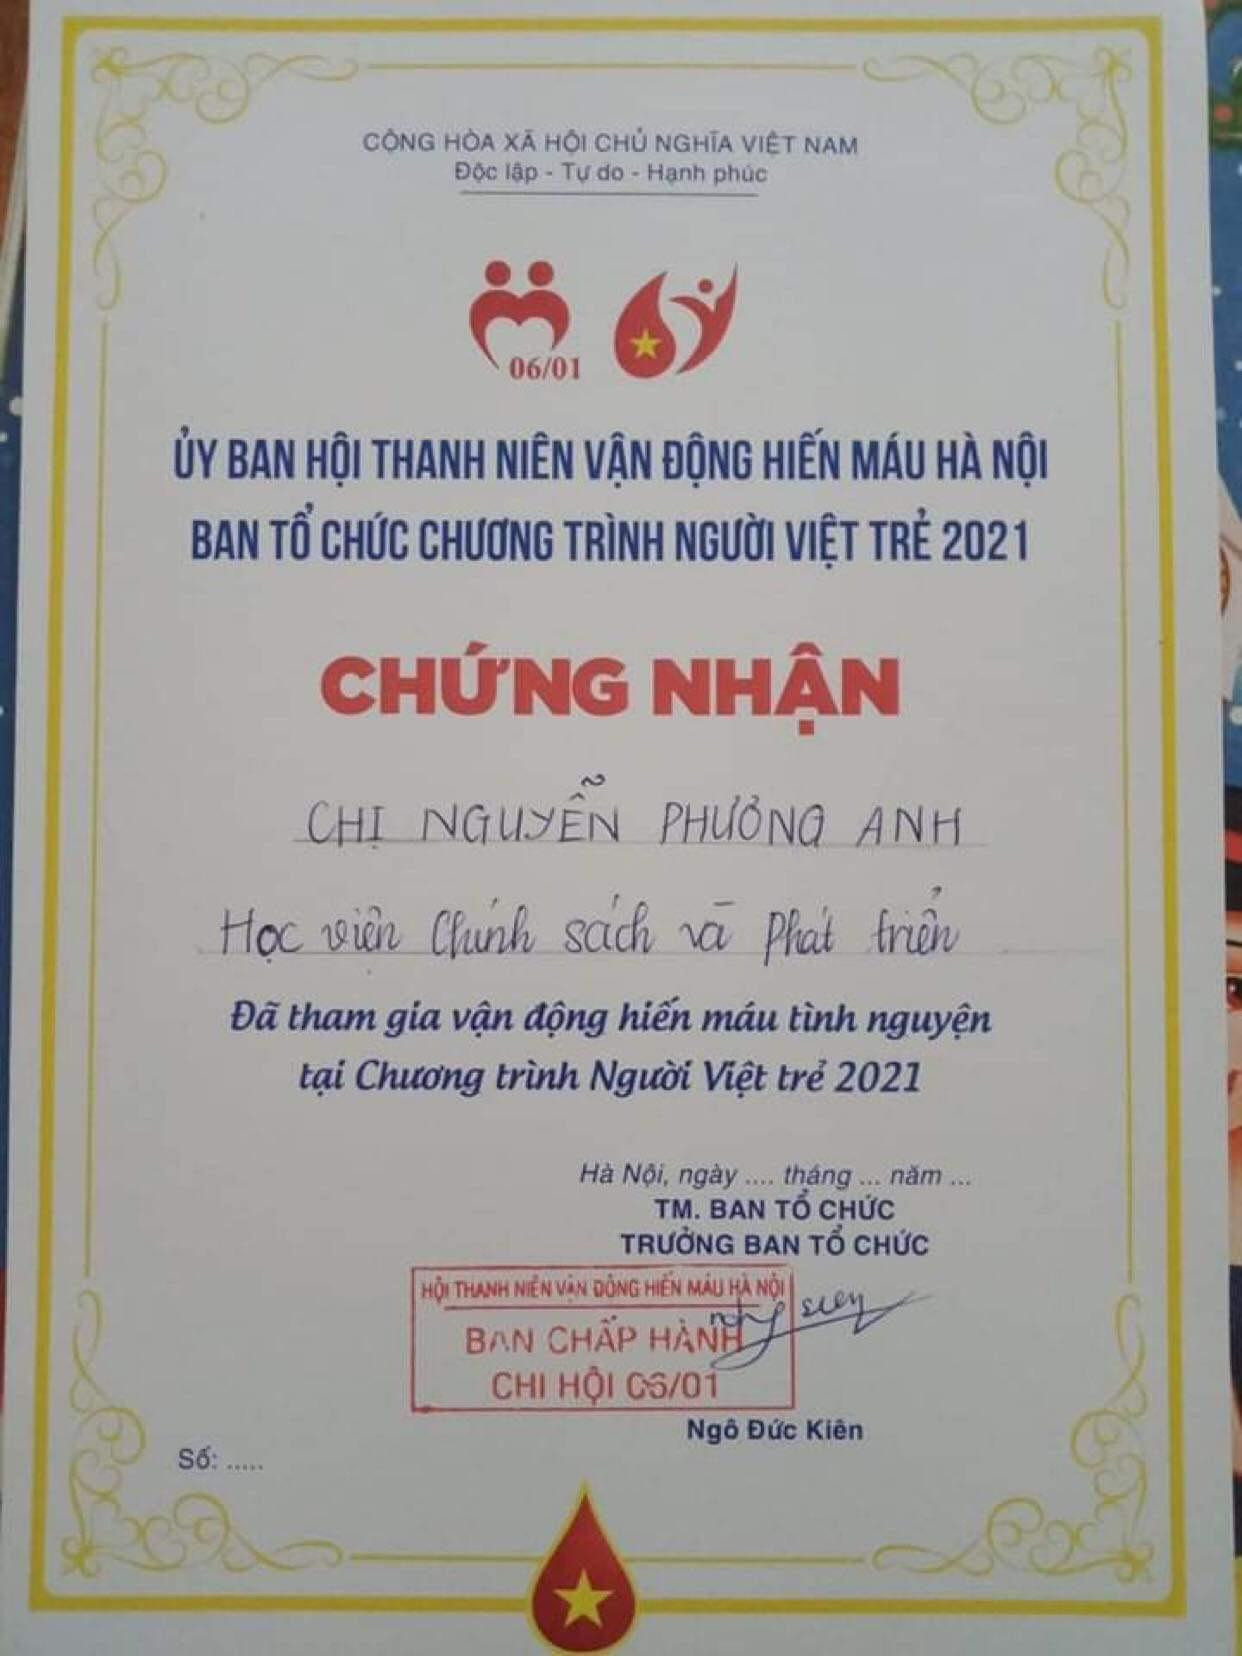 CỘNG HÒA XÃ HỘI CHỦ NGHĨA VIỆT NAM
Độc lập - Tự do - Hạnh phúc
06/01
ỦY BAN HỘI THANH NIÊN VẬN ĐỘNG HIẾN MÁU HÀ NỘI
BAN TỔ CHỨC CHƯƠNG TRÌNH NGƯỜI VIỆT TRẺ 2021
CHỨNG NHẬN
CHỊ NGUYỄN PHƯƠNG ANH
Học viện Chính sách và Phát triển
Đã tham gia vận động hiến máu tình nguyện
tại Chương trình Người Việt trẻ 2021
Hà Nội, ngày .... tháng ... năm ...
TM. BAN TỔ CHỨC
TRƯỞNG BAN TỔ CHỨC
HỘI THANH NIÊN VẬN ĐỘNG HIẾN MÁU HÀ NỘI
BAN CHẤP HÀNH
CHI HỘI 06/01
Ngô Đức Kiên
Số: .....